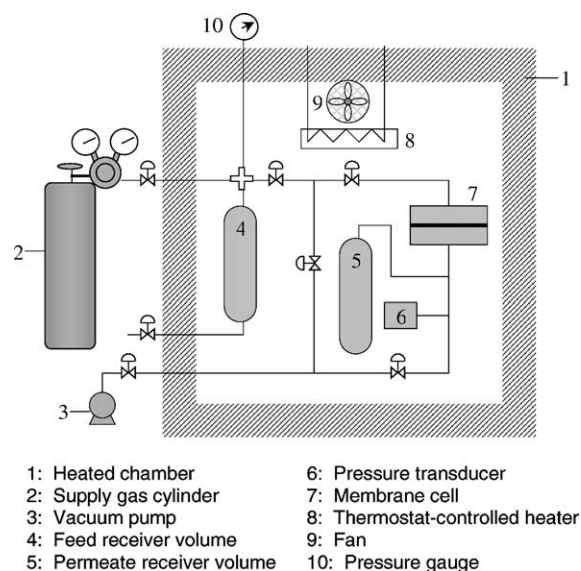 10
1
9
8
7
2
4
5
6
3
1: Heated chamber
2: Supply gas cylinder
3: Vacuum pump
4: Feed receiver volume
5: Permeate receiver volume
6: Pressure transducer
7: Membrane cell
8: Thermostat-controlled heater
9: Fan
10: Pressure gauge